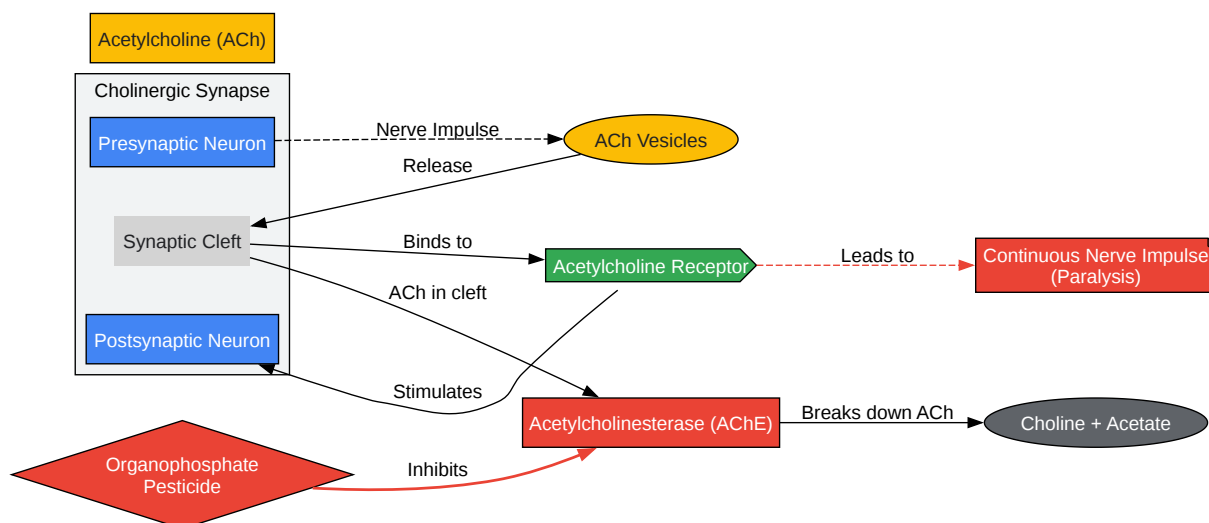 Acetylcholine (ACh)
Cholinergic Synapse
Presynaptic Neuron
Nerve Impulse
ACh Vesicles
Release
Synaptic Cleft
Binds to
Acetylcholine Receptor
Leads to
Continuous Nerve Impulse
(Paralysis)
ACh in cleft
Postsynaptic Neuron
Stimulates
Acetylcholinesterase (AChE)
Breaks down ACh
Choline + Acetate
Organophosphate
Pesticide
Inhibits